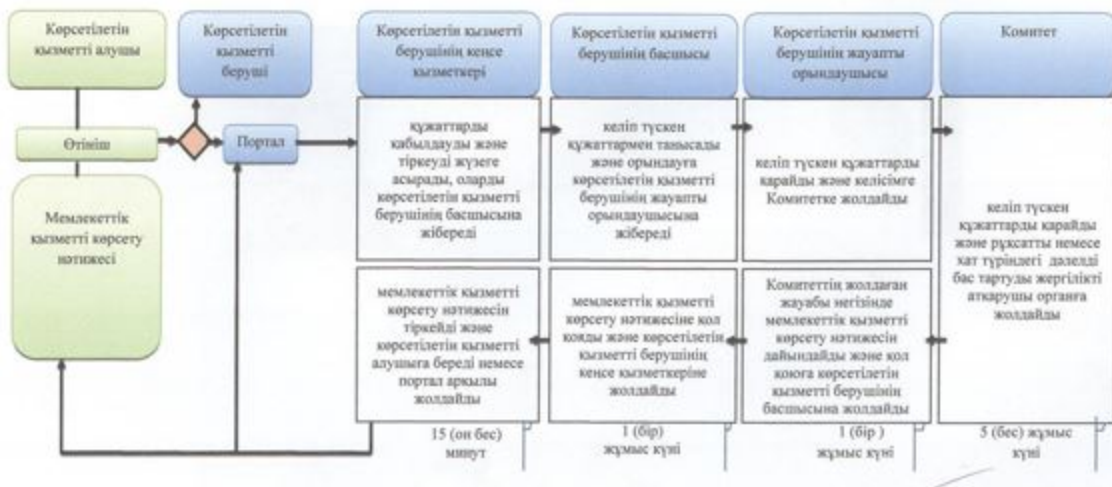 Көрсетілетін
қызметті алушы
Көрсетілетін
қызметті
беруші
Көрсетілетін қызметті
берушінің кеңсе
қызметкері
Көрсетілетін қызметті
берушінің басшысы
Көрсетілетін қызметті
берушінің жауапты
орындаушысы
Комитет
Өтініш
Портал
құжаттарды
қабылдауды және
тіркеуді жүзеге
асырады, оларды
көрсетілетін қызметті
берушінің басшысына
жібереді
келіп түскен
құжаттармен танысады
және орындауға
көрсетілетін қызметті
берушінің жауапты
орындаушысына
жібереді
келіп түскен құжаттарды
қарайды және келісімге
Комитетке жолдайды
келіп түскен
құжаттарды қарайды
және рұқсатты немесе
хат түріндегі дәлелді
бас тартуды жергілікті
атқарушы органға
жолдайды
Мемлекеттік
қызметті көрсету
нәтижесі
мемлекеттік қызметті
көрсету нәтижесін
тіркейді және
көрсетілетін қызметті
алушыға береді немесе
портал арқылы
жолдайды
мемлекеттік қызметті
көрсету нәтижесіне қол
қояды және көрсетілетін
қызметті берушінің
кеңсе қызметкеріне
жолдайды
Комитеттің жолдаған
жауабы негізінде
мемлекеттік қызметті
көрсету нәтижесін
дайындайды және қол
қоюға көрсетілетін
қызметті берушінің
басшысына жолдайды
15 (он бес)
минут
1 (бір)
жұмыс күні
1 (бір )
жұмыс күні
5 (бес) жұмыс
күні